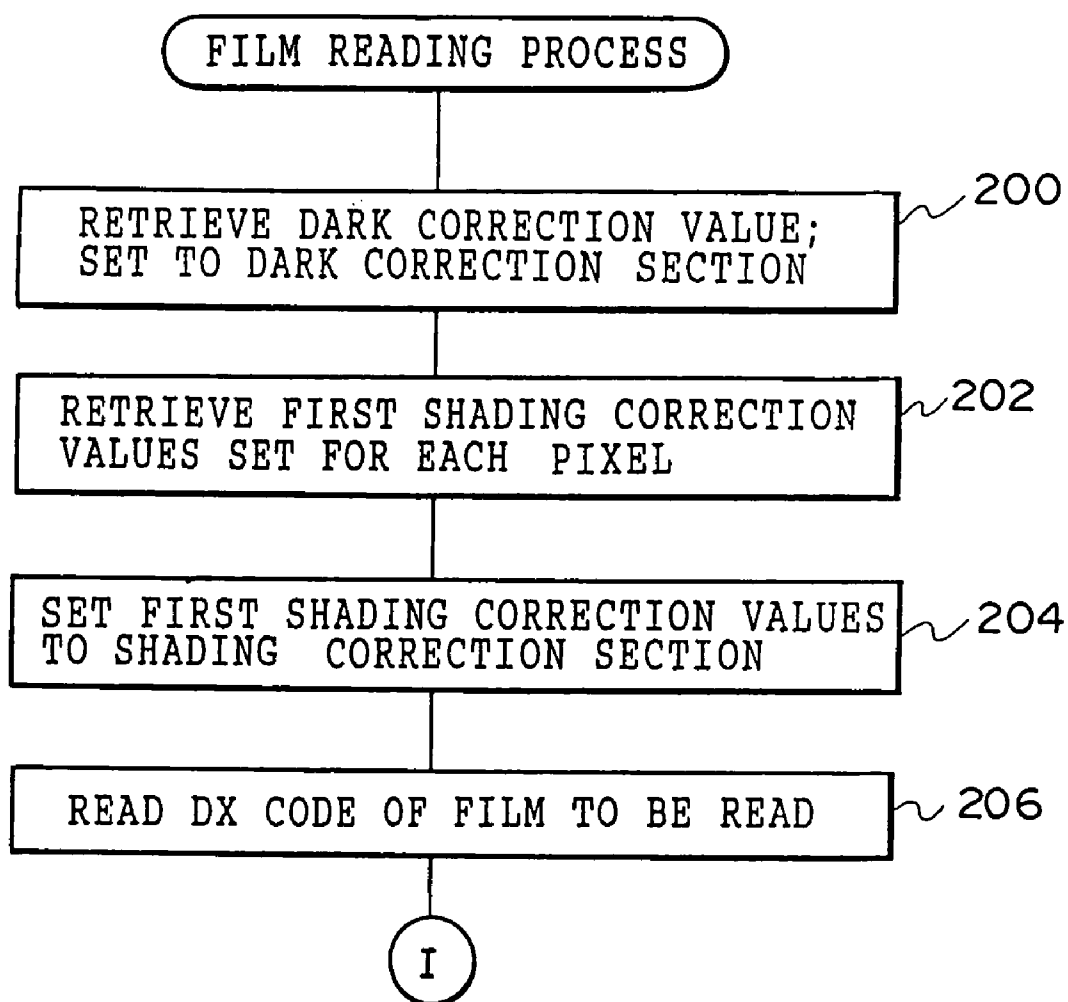 FILM READING PROCESS
200
RETRIEVE DARK CORRECTION VALUE;
SET TO DARK CORRECTION SECTION
202
RETRIEVE FIRST SHADING CORRECTION
VALUES SET FOR EACH PIXEL
204
SET FIRST SHADING CORRECTION VALUES
TO SHADING CORRECTION SECTION
206
READ DX CODE OF FILM TO BE READ
I